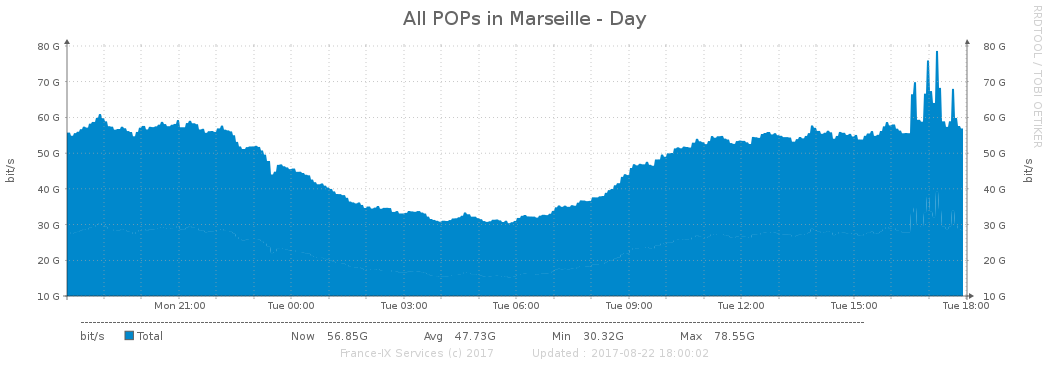 All POPs in Marseille - Day
RRDTOOL / TOBI OETIKER
80 G 80 G
70 G 70 G
60 G 60 G
50 G 50 G
bit/s bit/s
40 G 40 G
30 G 30 G
20 G 20 G
10 G 10 G
Mon 21:00 Tue 00:00 Tue 03:00 Tue 06:00 Tue 09:00 Tue 12:00 Tue 15:00 Tue 18:00
bit/s Total Now 56.85G Avg 47.73G Min 30.32G Max 78.55G
France-IX Services (c) 2017 Updated : 2017-08-22 18:00:02